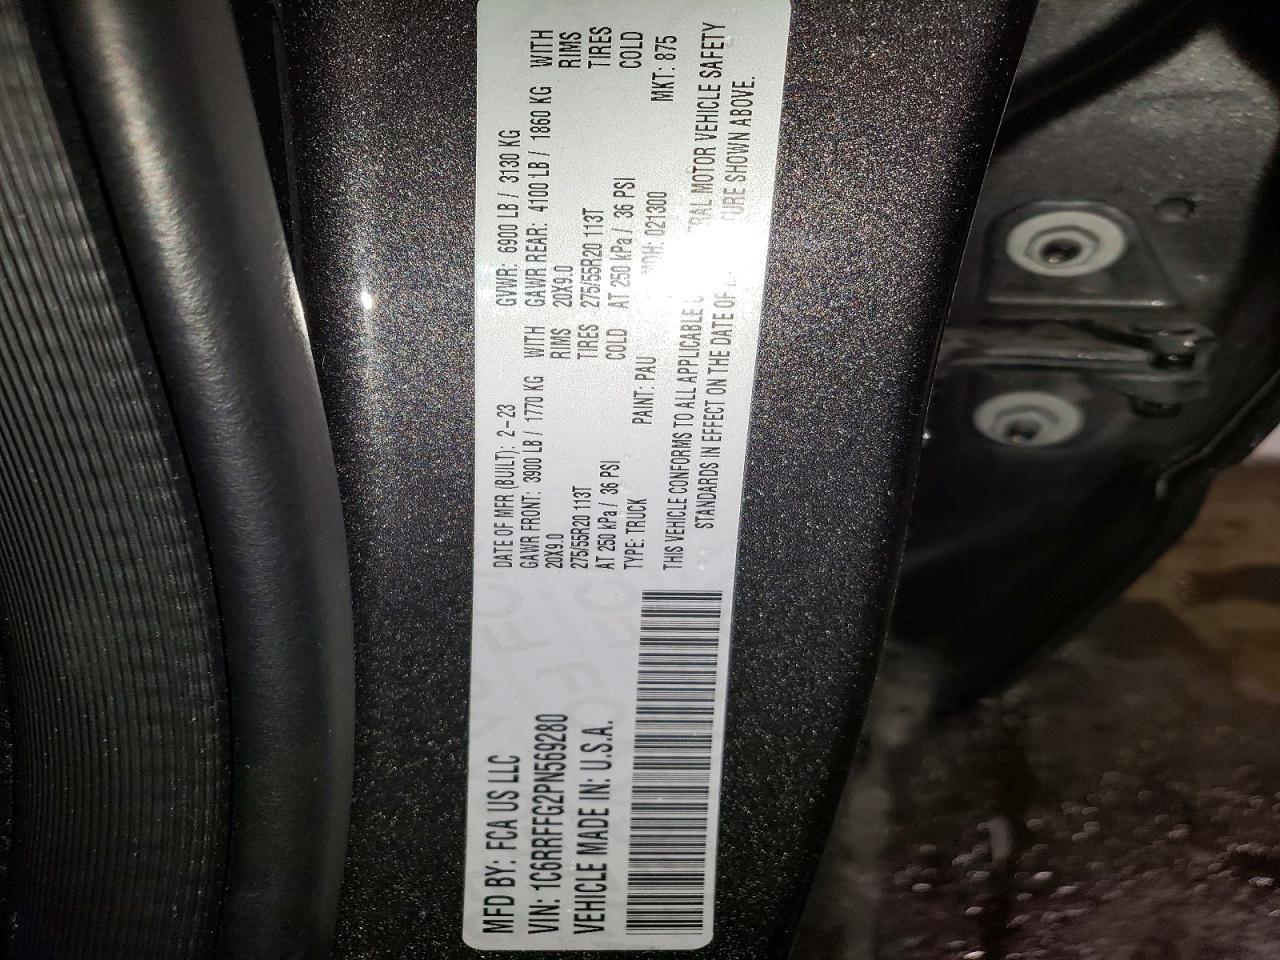 MFD BY: FCA US LLC
VIN: 1C6RRFFG2PN569280
VEHICLE MADE IN: U.S.A.
DATE OF MFR (BUILT): 2-23 GVWR: 6900 LB / 3130 KG
GAWR FRONT: 3900 LB / 1770 KG WITH GAWR REAR: 4100 LB / 1860 KG WITH
20X9.0 RIMS 20X9.0 RIMS
275/55R20 113T TIRES 275/55R20 113T TIRES
AT 250 kPa / 36 PSI COLD AT 250 kPa / 36 PSI COLD
TYPE: TRUCK PAINT: PAU MDH: 021300 MKT: 875
THIS VEHICLE CONFORMS TO ALL APPLICABLE MOTOR VEHICLE SAFETY
STANDARDS IN EFFECT ON THE DATE OF SHOWN ABOVE.